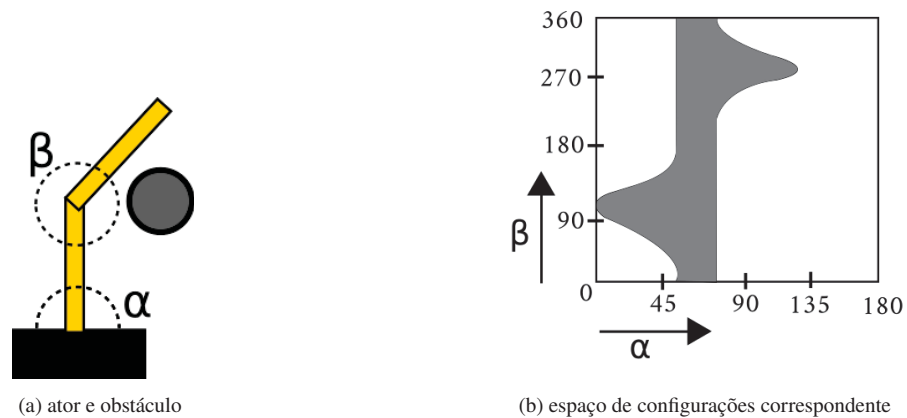 β
α
360
270
180
90
0
45
90
135
180
β
α
(a) ator e obstáculo
(b) espaço de configurações correspondente